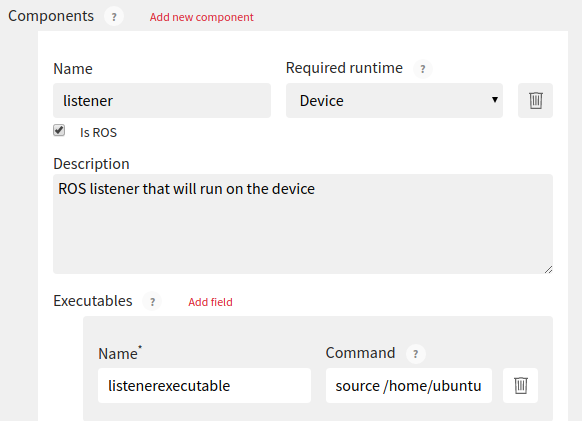 Components ? Add new component
Name Required runtime ?
listener Device
Is ROS
Description
ROS listener that will run on the device
Executables ? Add field
Name* Command ?
listenerexecutable source /home/ubuntu